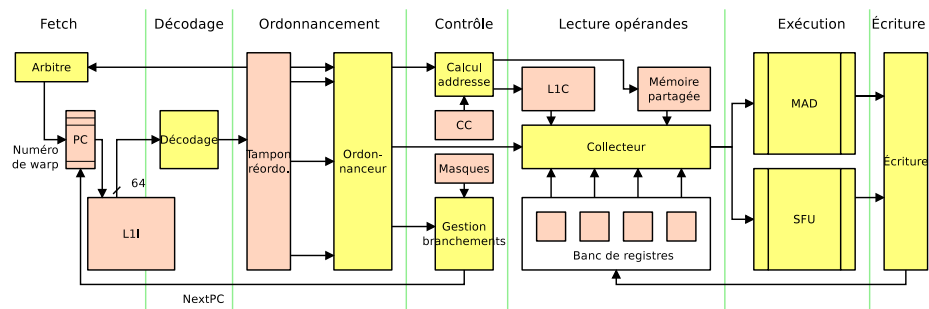 Fetch
Décodage
Ordonnancement
Contrôle
Lecture opérandes
Exécution
Écriture
Arbitre
PC
Numéro
de warp
64
L1I
Décodage
Tampon
réordo.
Ordon-
nanceur
Calcul
addresse
CC
Masques
Gestion
branchements
L1C
Mémoire
partagée
Collecteur
Banc de registres
MAD
SFU
Écriture
NextPC